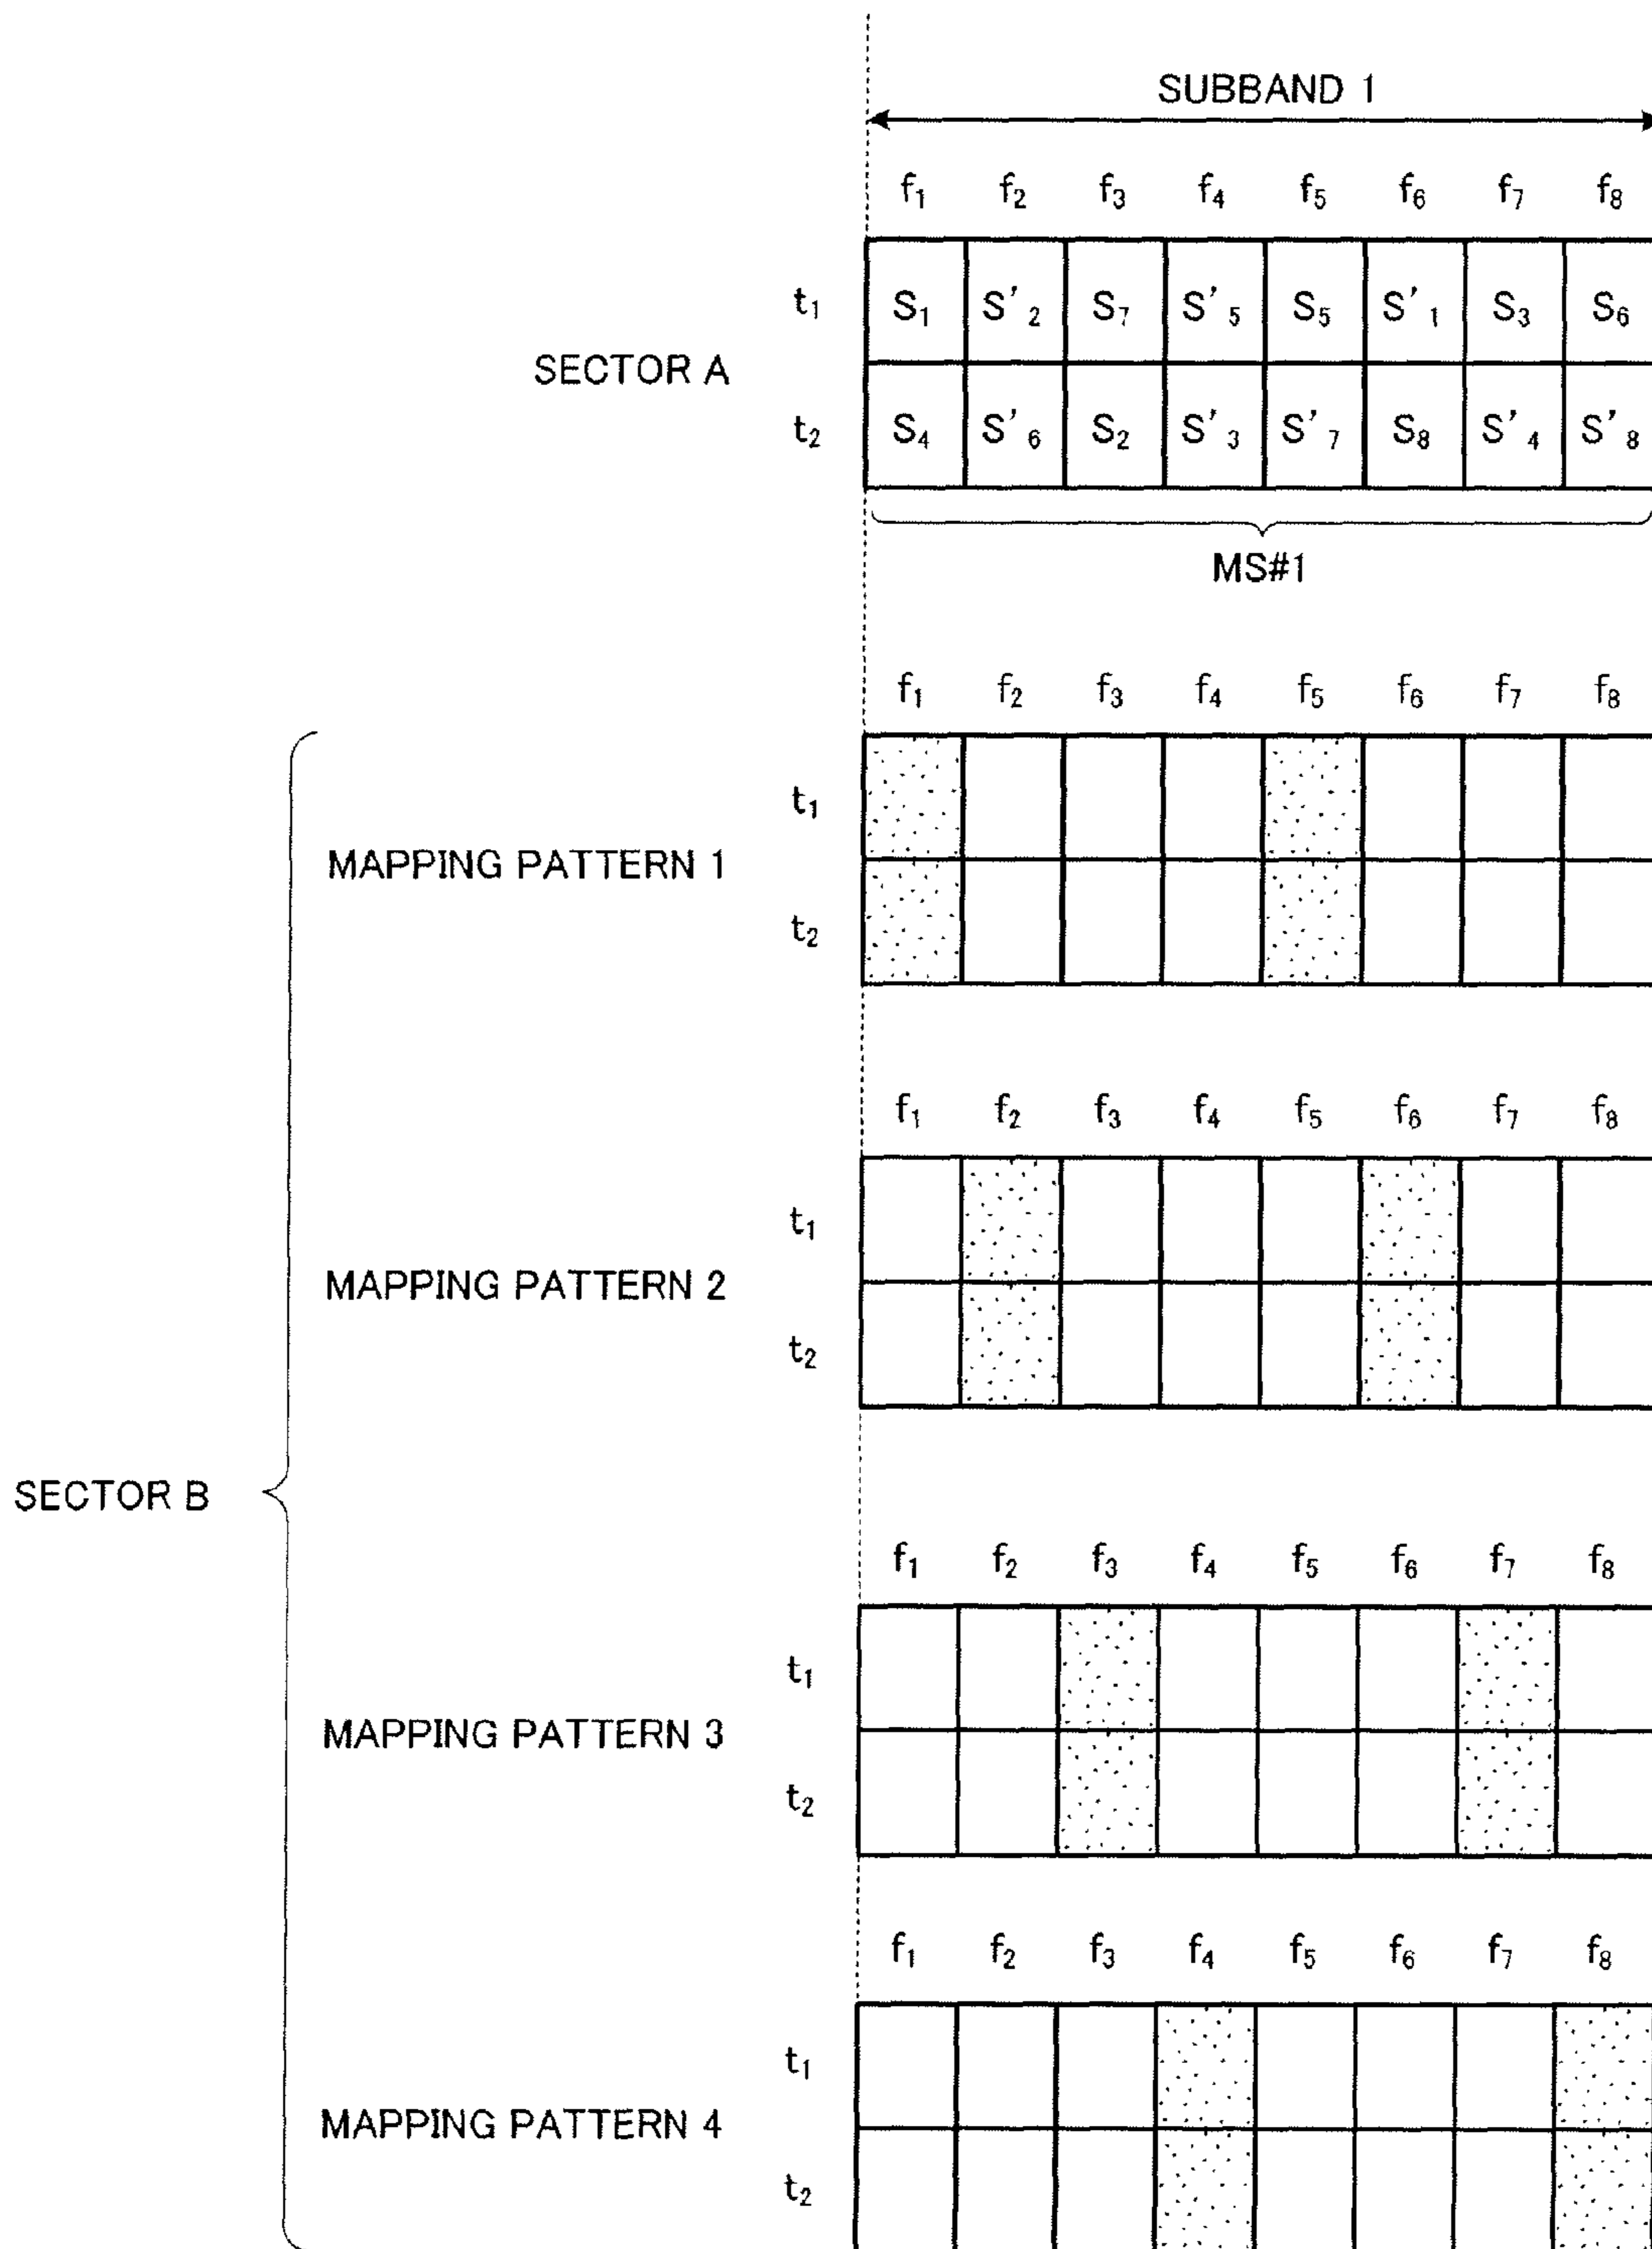 SUBBAND 1
f₁ f₂ f₃ f₄ f₅ f₆ f₇ f₈
t₁ S₁ S'₂ S₇ S'₅ S₅ S'₁ S₃ S₆
SECTOR A
t₂ S₄ S'₆ S₂ S'₃ S'₇ S₈ S'₄ S'₈
MS#1
f₁ f₂ f₃ f₄ f₅ f₆ f₇ f₈
t₁
MAPPING PATTERN 1
t₂
f₁ f₂ f₃ f₄ f₅ f₆ f₇ f₈
t₁
MAPPING PATTERN 2
t₂
SECTOR B
f₁ f₂ f₃ f₄ f₅ f₆ f₇ f₈
t₁
MAPPING PATTERN 3
t₂
f₁ f₂ f₃ f₄ f₅ f₆ f₇ f₈
t₁
MAPPING PATTERN 4
t₂